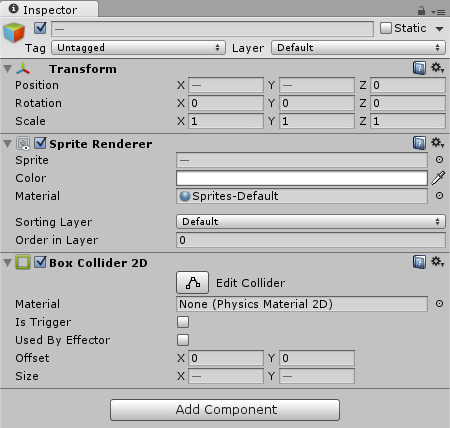 Inspector
—
Static
Tag Untagged Layer Default
Transform
Position X — Y — Z 0
Rotation X 0 Y 0 Z 0
Scale X 1 Y 1 Z 1
Sprite Renderer
Sprite —
Color
Material Sprites-Default
Sorting Layer Default
Order in Layer 0
Box Collider 2D
Edit Collider
Material None (Physics Material 2D)
Is Trigger
Used By Effector
Offset X 0 Y 0
Size X — Y —
Add Component